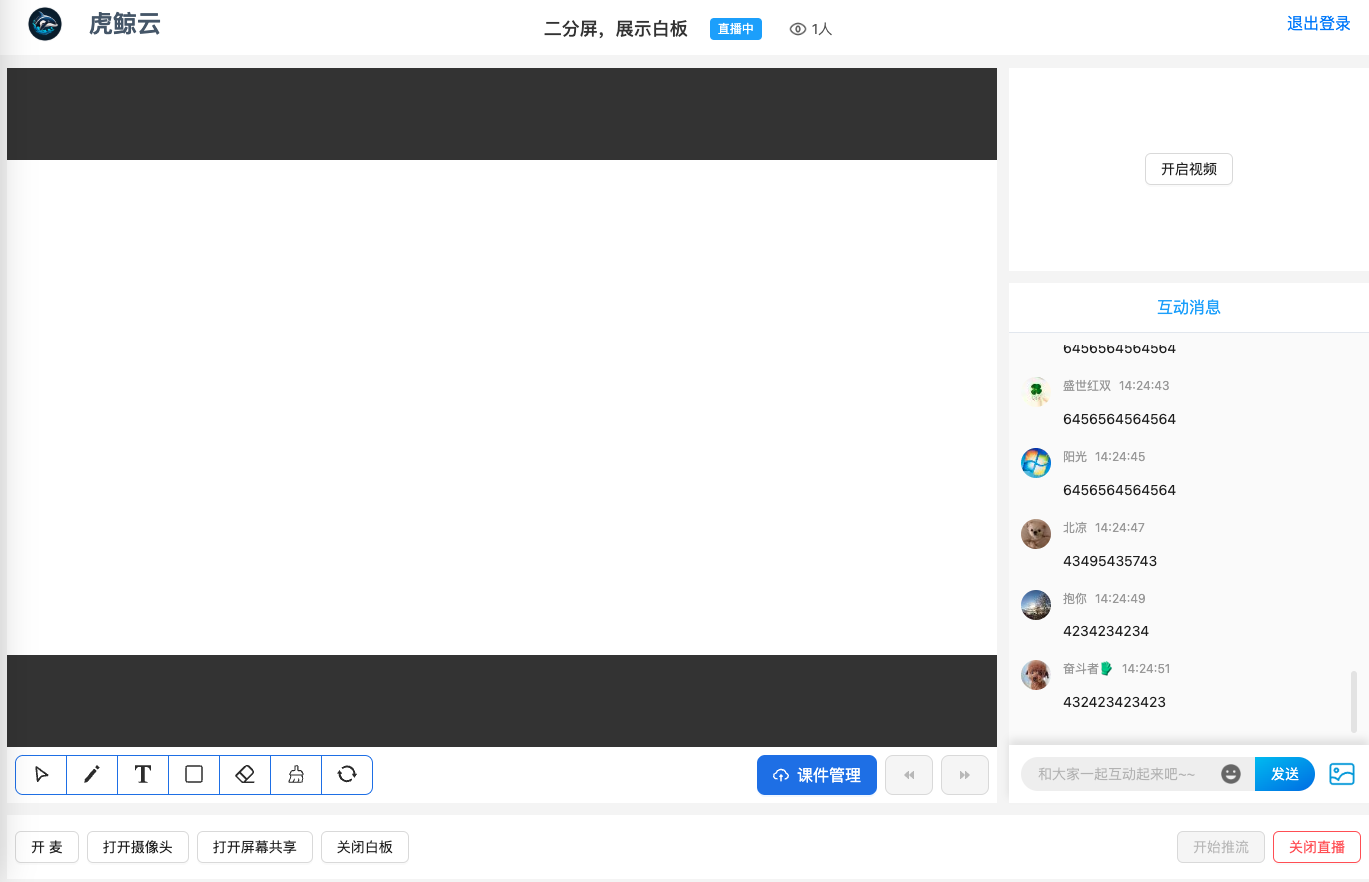 虎鲸云
二分屏，展示白板 直播中 1人
退出登录
开启视频
互动消息
6456564564564
盛世红双 14:24:43
6456564564564
阳光 14:24:45
6456564564564
北凉 14:24:47
43495435743
抱你 14:24:49
4234234234
奋斗者 14:24:51
432423423423
T
课件管理
和大家一起互动起来吧~~
发送
开 麦 打开摄像头 打开屏幕共享 关闭白板
开始推流 关闭直播